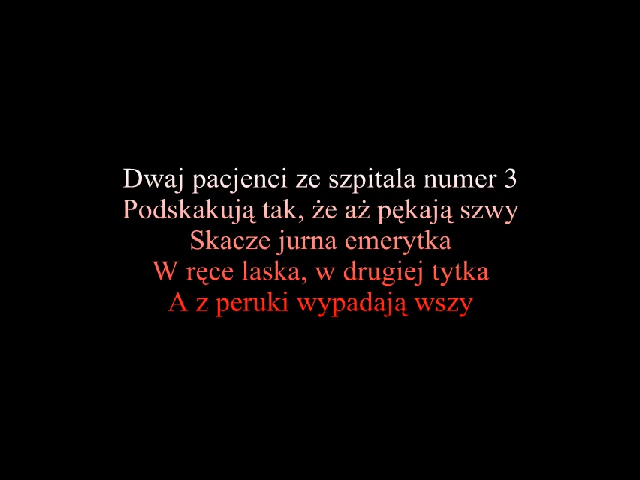 Dwaj pacjenci ze szpitala numer 3
Podskakują tak, że aż pękają szwy
Skacze jurna emerytka
W ręce laska, w drugiej tytka
A z peruki wypadają wszy